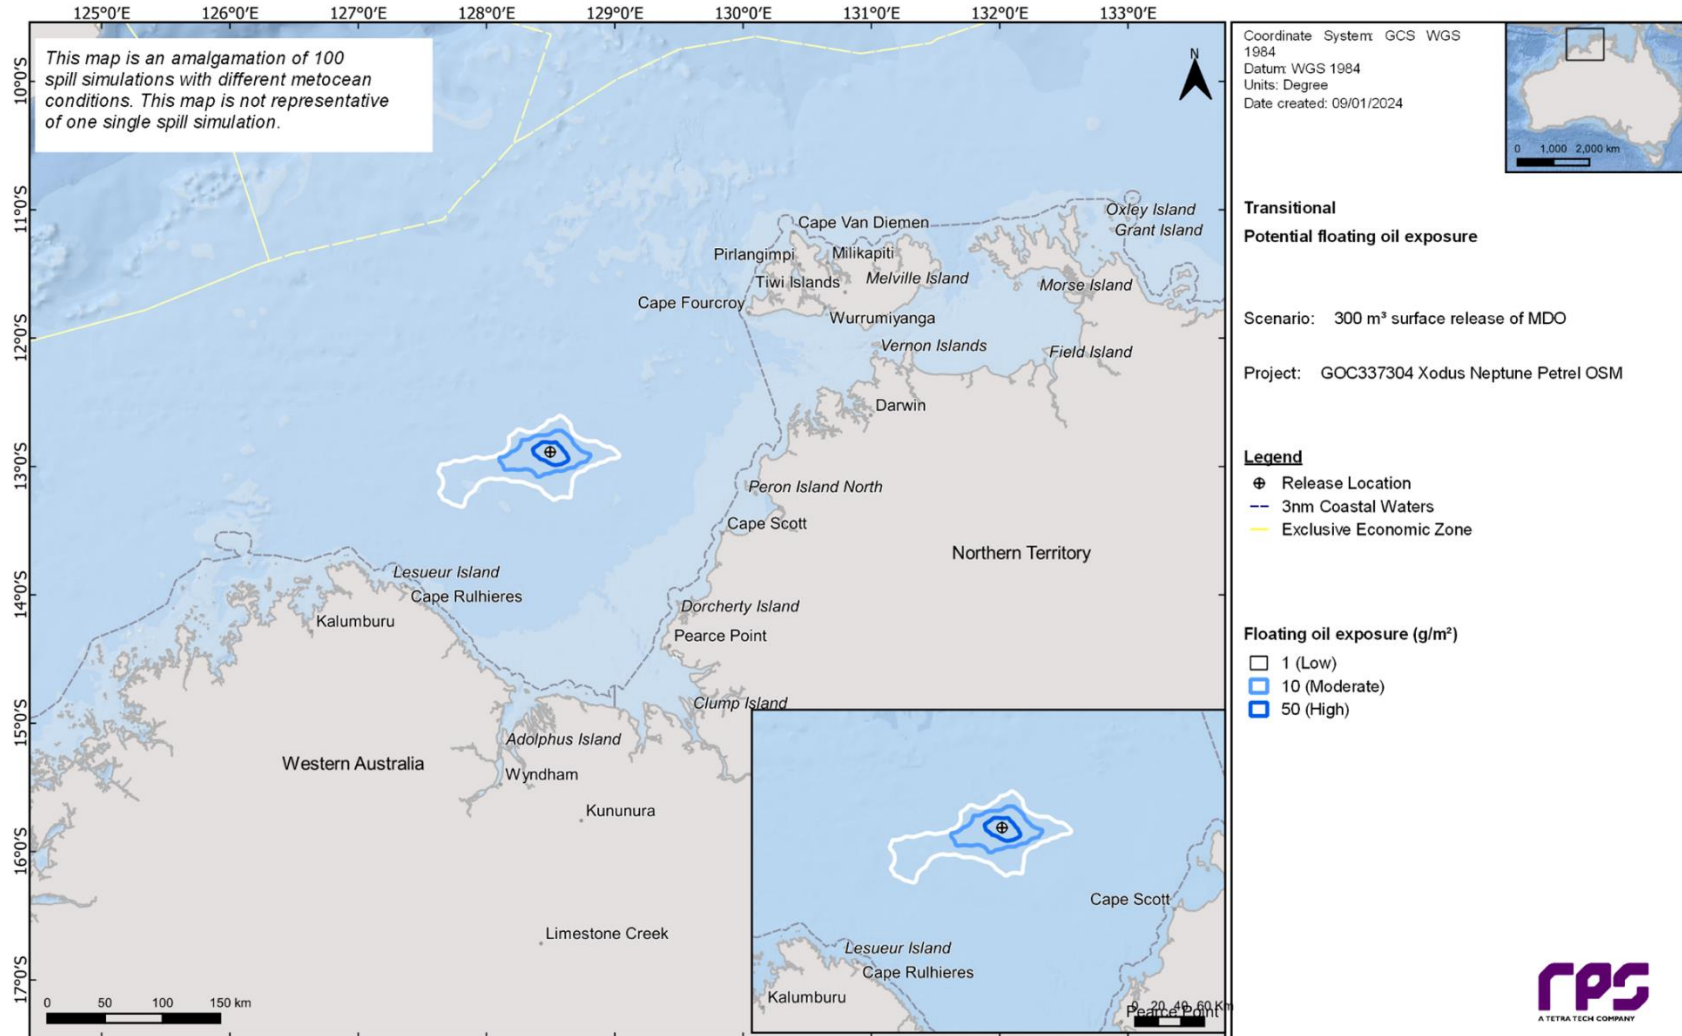 125°0'E 126°0'E 127°0'E 128°0'E 129°0'E 130°0'E 131°0'E 132°0'E 133°0'E
10°0'S
11°0'S
12°0'S
13°0'S
14°0'S
15°0'S
16°0'S
17°0'S
This map is an amalgamation of 100
spill simulations with different metocean
conditions. This map is not representative
of one single spill simulation.
N
Oxley Island
Grant Island
Cape Van Diemen
Pirlangimpi
Milikapiti
Tiwi Islands
Melville Island
Morse Island
Cape Fourcroy
Wurrumiyanga
Vernon Islands
Field Island
Darwin
Peron Island North
Cape Scott
Northern Territory
Lesueur Island
Cape Rulhieres
Kalumburu
Dorcherty Island
Pearce Point
Clump Island
Adolphus Island
Western Australia
Wyndham
Kununura
Limestone Creek
0 50 100 150 km
Cape Scott
Lesueur Island
Cape Rulhieres
Kalumburu
Pearce Point
0 20 40 60 Km
Coordinate System: GCS WGS
1984
Datum: WGS 1984
Units: Degree
Date created: 09/01/2024
0 1,000 2,000 km
Transitional
Potential floating oil exposure
Scenario: 300 m³ surface release of MDO
Project: GOC337304 Xodus Neptune Petrel OSM
Legend
Release Location
3nm Coastal Waters
Exclusive Economic Zone
Floating oil exposure (g/m²)
1 (Low)
10 (Moderate)
50 (High)
rps
A TETRA TECH COMPANY